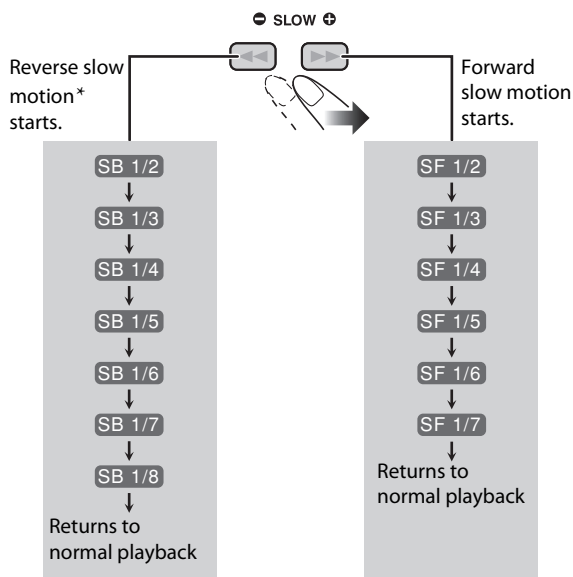 SLOW
Reverse slow
motion*
starts.
SB 1/2
SB 1/3
SB 1/4
SB 1/5
SB 1/6
SB 1/7
SB 1/8
Returns to
normal playback
Forward
slow motion
starts.
SF 1/2
SF 1/3
SF 1/4
SF 1/5
SF 1/6
SF 1/7
Returns to
normal playback